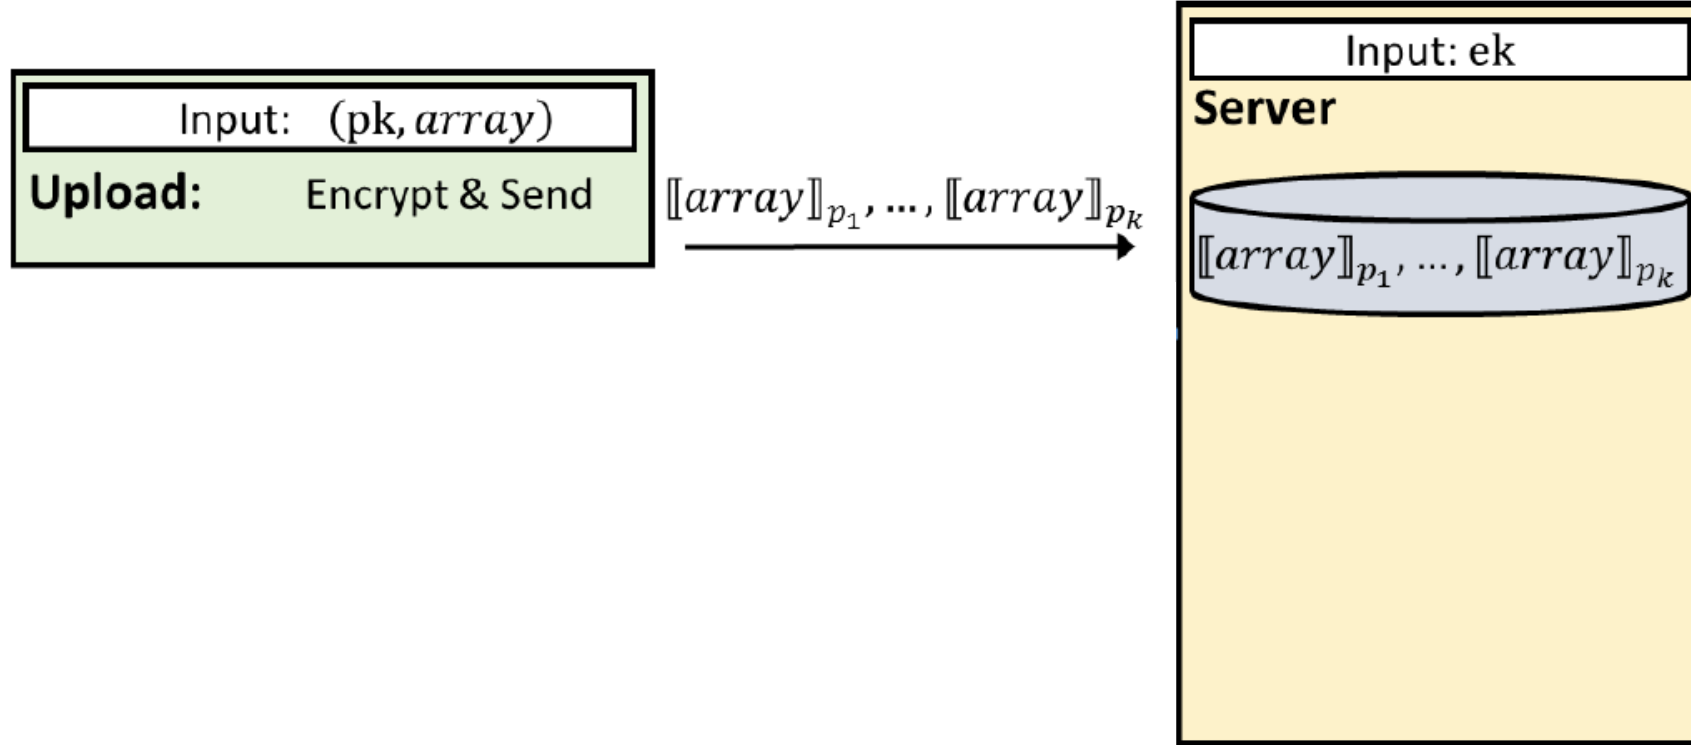 Input: (pk, array)
Upload: Encrypt & Send
⟦array⟧p₁, ..., ⟦array⟧pₖ
Input: ek
Server
⟦array⟧p₁, ..., ⟦array⟧pₖ